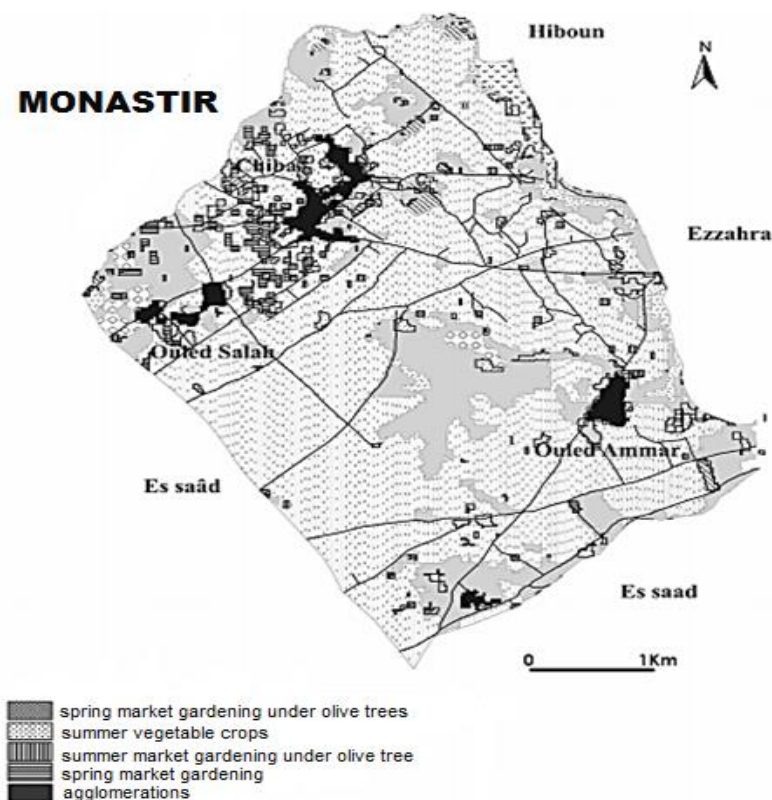 Hiboun
N
MONASTIR
Chiba
Ezzahra
Ouled Salah
Ouled Ammar
Es saâd
Es saad
0 1Km
spring market gardening under olive trees
summer vegetable crops
summer market gardening under olive tree
spring market gardening
agglomerations